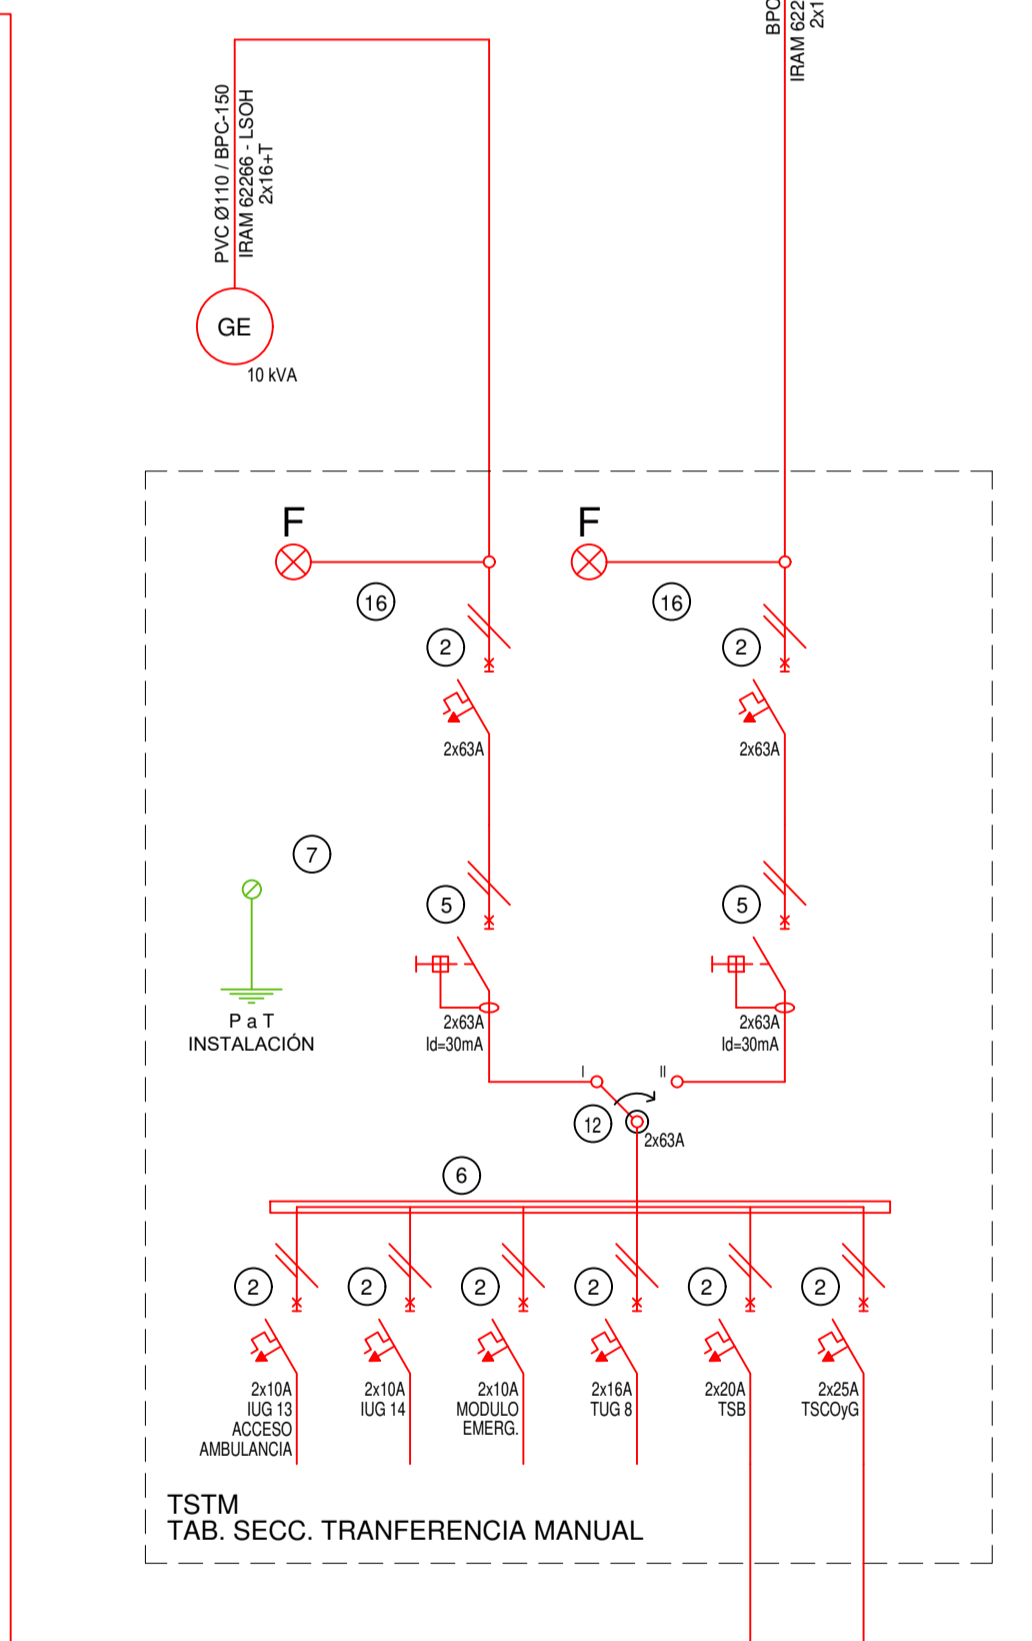 PVC Ø110 / BPC-150
IRAM 62266 - LSOH
2x16+T
BPC
IRAM 622
2x1
GE
10 kVA
F
F
16
16
2
2
2x63A
2x63A
7
5
5
P a T
INSTALACIÓN
2x63A
Id=30mA
2x63A
Id=30mA
I
II
12
2x63A
6
2
2
2
2
2
2
2x10A
IUG 13
ACCESO
AMBULANCIA
2x10A
IUG 14
2x10A
MODULO
EMERG.
2x16A
TUG 8
2x20A
TSB
2x25A
TSCOyG
TSTM
TAB. SECC. TRANFERENCIA MANUAL